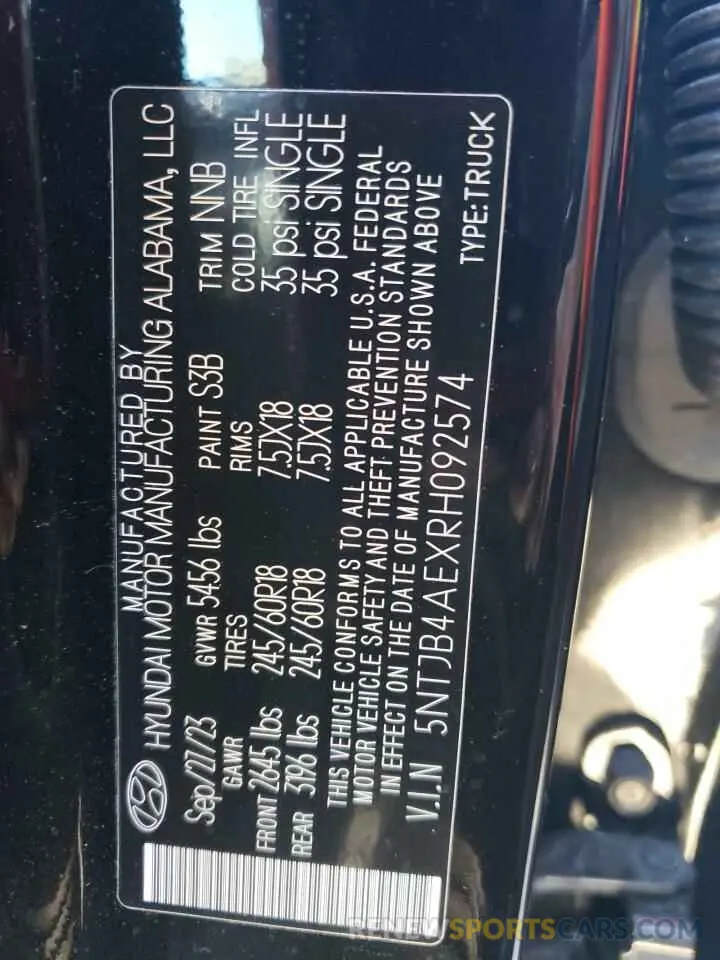 MANUFACTURED BY
HYUNDAI MOTOR MANUFACTURING ALABAMA, LLC
Sep/27/23 GVWR 5456 lbs PAINT S3B TRIM NNB
GAWR TIRES RIMS COLD TIRE INFL
FRONT 2645 lbs 245/60R18 7.5JX18 35 psi SINGLE
REAR 3196 lbs 245/60R18 7.5JX18 35 psi SINGLE
THIS VEHICLE CONFORMS TO ALL APPLICABLE U.S.A. FEDERAL
MOTOR VEHICLE SAFETY AND THEFT PREVENTION STANDARDS
IN EFFECT ON THE DATE OF MANUFACTURE SHOWN ABOVE
V.I.N 5NTJB4AEXRH092574 TYPE:TRUCK
RENEWSPORTSCARS.COM